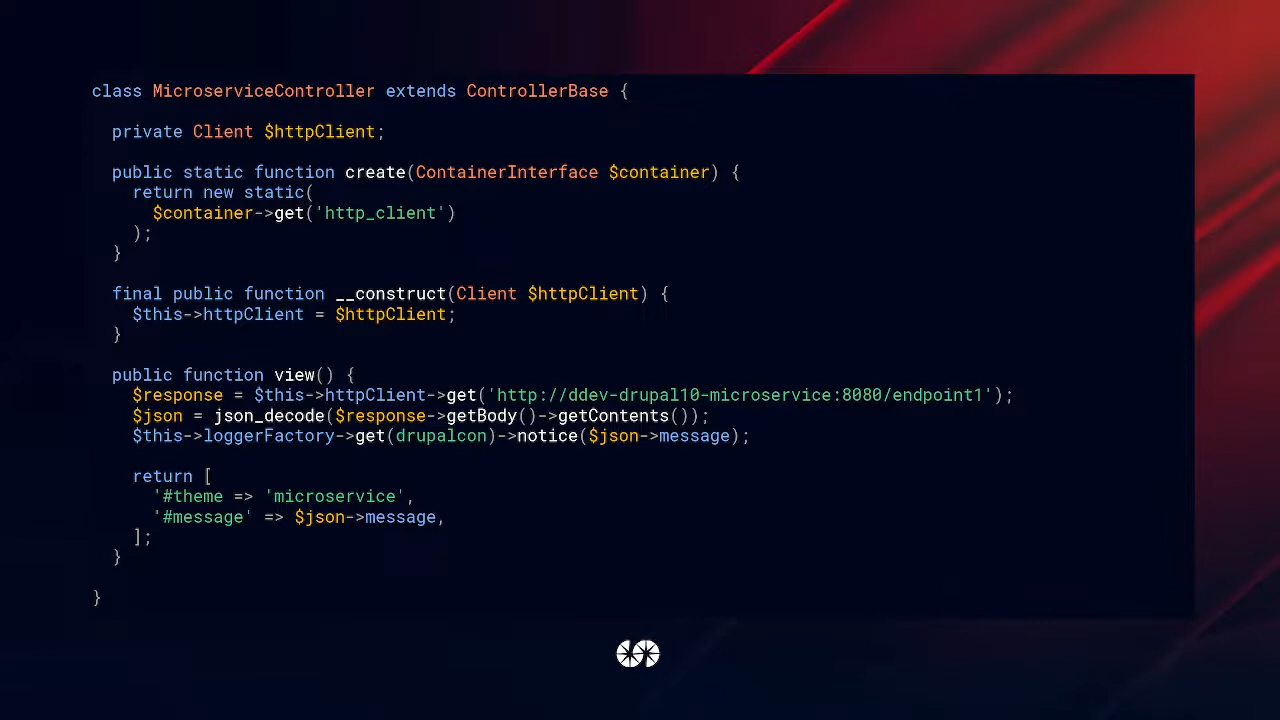 class MicroserviceController extends ControllerBase {
private Client $httpClient;
public static function create(ContainerInterface $container) {
return new static(
$container->get('http_client')
);
}
final public function __construct(Client $httpClient) {
$this->httpClient = $httpClient;
}
public function view() {
$response = $this->httpClient->get('http://ddev-drupal10-microservice:8080/endpoint1');
$json = json_decode($response->getBody()->getContents());
$this->loggerFactory->get(drupalcon)->notice($json->message);
return [
'#theme => 'microservice',
'#message' => $json->message,
];
}
}